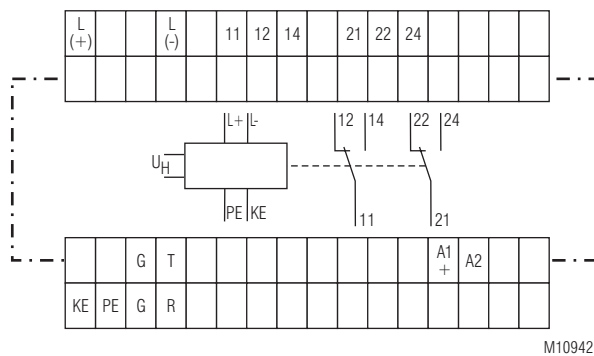 L (+) L (-) 11 12 14 21 22 24
L+ L- 12 14 22 24
UH
PE KE 11 21
G T A1 + A2
KE PE G R
M10942